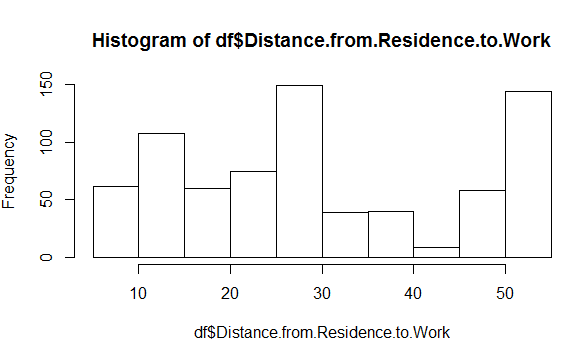 Histogram of df$Distance.from.Residence.to.Work
150
100
50
0
Frequency
10 20 30 40 50
df$Distance.from.Residence.to.Work